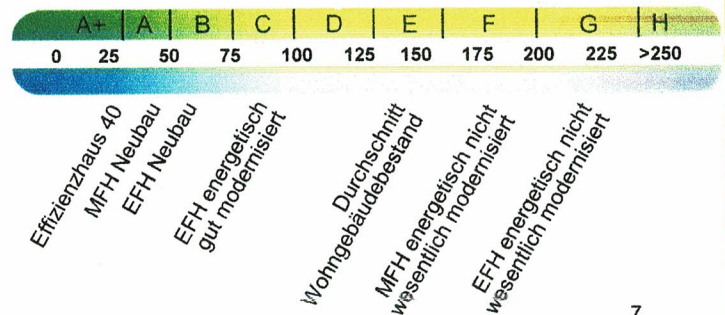 A+ A B C D E F G H
0 25 50 75 100 125 150 175 200 225 >250
Effizienzhaus 40
MFH Neubau
EFH Neubau
EFH energetisch
gut modernisiert
Durchschnitt
Wohngebäudebestand
MFH energetisch nicht
wesentlich modernisiert
EFH energetisch nicht
wesentlich modernisiert
7